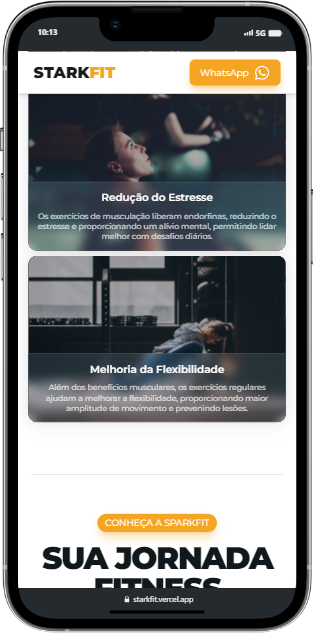 10:13
5G
STARKFIT
WhatsApp
Redução do Estresse
Os exercícios de musculação liberam endorfinas, reduzindo o
estresse e proporcionando um alívio mental, permitindo lidar
melhor com desafios diários.
Melhoria da Flexibilidade
Além dos benefícios musculares, os exercícios regulares
ajudam a melhorar a flexibilidade, proporcionando maior
amplitude de movimento e prevenindo lesões.
CONHEÇA A SPARKFIT
SUA JORNADA
FITNESS
starkfit.vercel.app